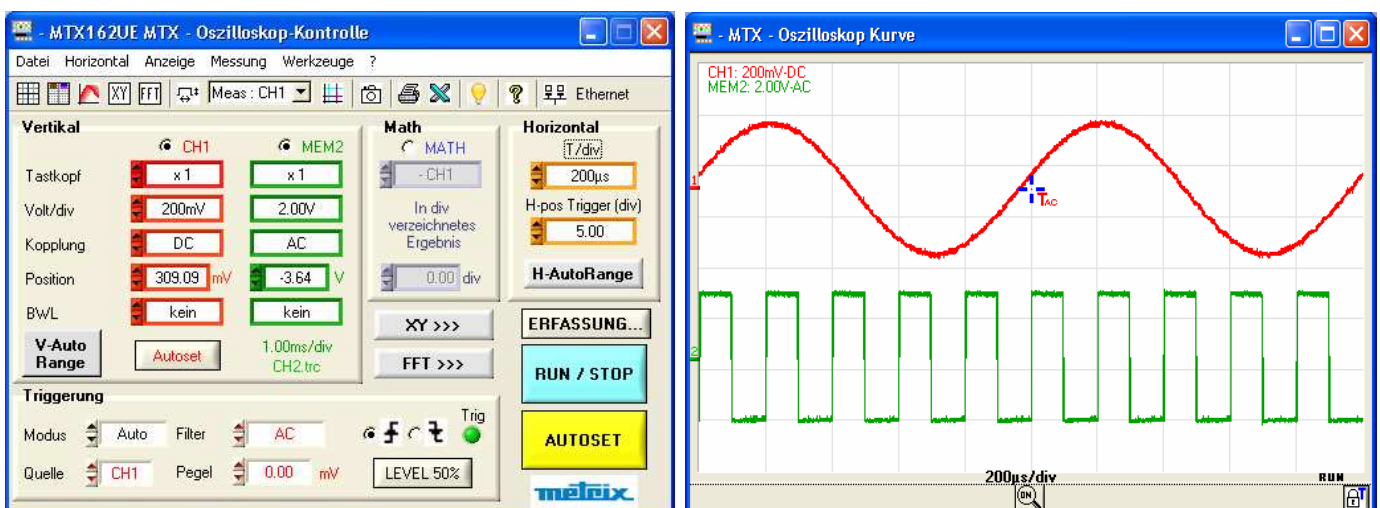 - MTX162UE MTX - Oszilloskop-Kontrolle
Datei Horizontal Anzeige Messung Werkzeuge ?
XY FFT Meas : CH1 Ethernet
Vertikal
CH1 MEM2
Tastkopf x 1 x 1
Volt/div 200mV 2.00V
Kopplung DC AC
Position 309.09 mV -3.64 V
BWL kein kein
V-Auto
Range
Autoset
1.00ms/div
CH2.trc
Math
MATH
- CH1
In div
verzeichnetes
Ergebnis
0.00 div
XY >>>
FFT >>>
Horizontal
T/div
200µs
H-pos Trigger (div)
5.00
H-AutoRange
ERFASSUNG...
RUN / STOP
AUTOSET
Triggerung
Modus Auto Filter AC Trig
Quelle CH1 Pegel 0.00 mV LEVEL 50%
metrix
- MTX - Oszilloskop Kurve
CH1: 200mV-DC
MEM2: 2.00V-AC
1
TAC
2
200µs/div
RUN
ON
T